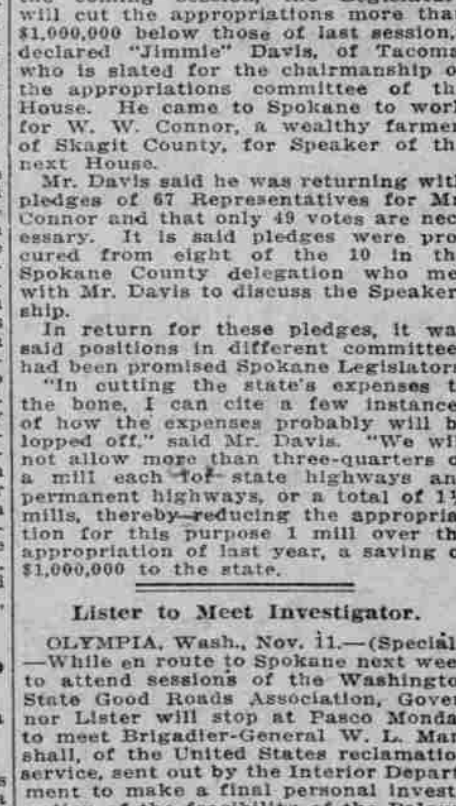 will cut the appropriations more tha
$1,000,000 below those of last session,
declared "Jimmie" Davis, of Tacoma
who is slated for the chairmanship o
the appropriations committee of th
House. He came to Spokane to wor
for W. W. Connor, a wealthy farmer
of Skagit County, for Speaker of th
next House.
Mr. Davis said he was returning wit
pledges of 67 Representatives for Mr
Connor and that only 49 votes are nec
essary. It is said pledges were pro
cured from eight of the 10 in th
Spokane County delegation who me
with Mr. Davis to discuss the Speaker
ship.
In return for these pledges, it wa
said positions in different committee
had been promised Spokane Legislators
"In cutting the state's expenses t
the bone, I can cite a few instance
of how the expenses probably will b
lopped off," said Mr. Davis. "We wil
not allow more than three-quarters o
a mill each for state highways an
permanent highways, or a total of 1½
mills, thereby reducing the appropria
tion for this purpose 1 mill over th
appropriation of last year, a saving o
$1,000,000 to the state.
Lister to Meet Investigator.
OLYMPIA, Wash., Nov. 11.—(Special
—While en route to Spokane next wee
to attend sessions of the Washingto
State Good Roads Association, Gover
nor Lister will stop at Pasco Monda
to meet Brigadier-General W. L. Mar
shall, of the United States reclamatio
service, sent out by the Interior Depart
ment to make a final personal invest